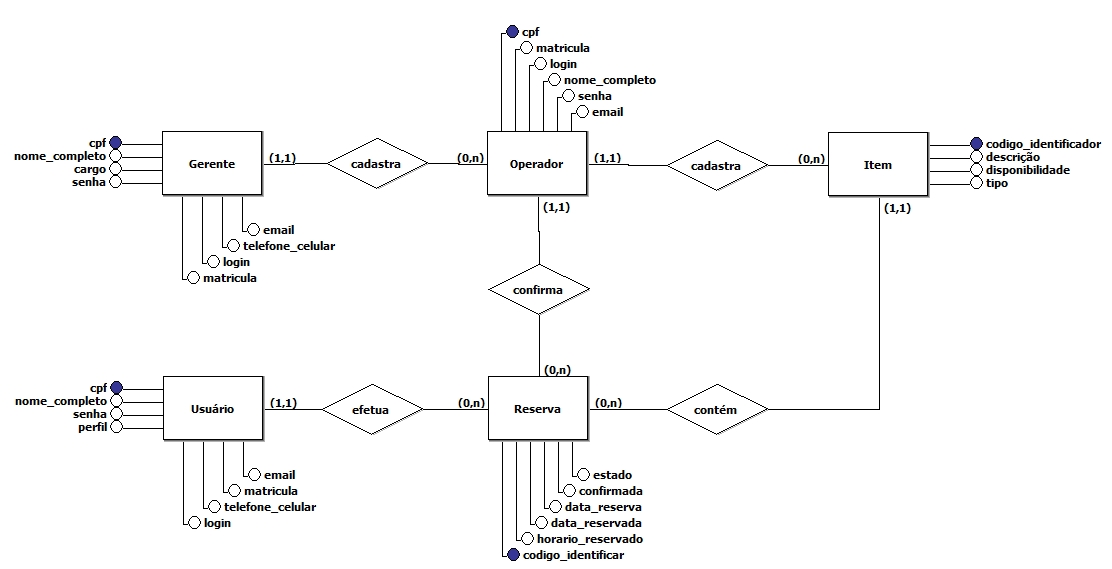 cpf
matricula
login
nome_completo
senha
email
cpf
nome_completo
cargo
senha
Gerente
(1,1)
cadastra
(0,n)
Operador
(1,1)
cadastra
(0,n)
Item
codigo_identificador
descrição
disponibilidade
tipo
(1,1)
(1,1)
email
telefone_celular
login
matricula
confirma
(0,n)
cpf
nome_completo
senha
perfil
Usuário
(1,1)
efetua
(0,n)
Reserva
(0,n)
contém
email
matricula
telefone_celular
login
estado
confirmada
data_reserva
data_reservada
horario_reservado
codigo_identificar